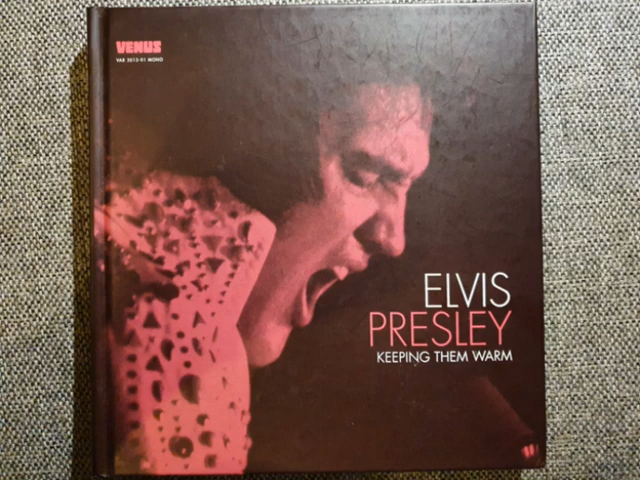 VENUS
VAR 2013-01 MONO
ELVIS
PRESLEY
KEEPING THEM WARM